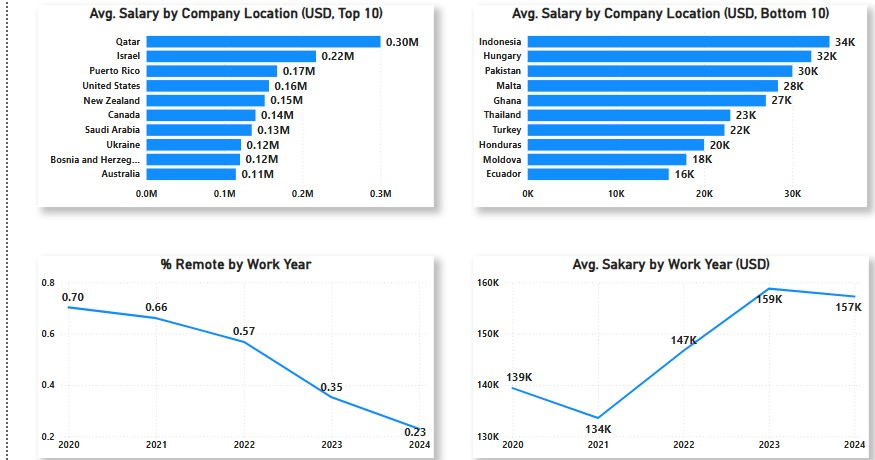 Avg. Salary by Company Location (USD, Top 10)
Qatar 0.30M
Israel 0.22M
Puerto Rico 0.17M
United States 0.16M
New Zealand 0.15M
Canada 0.14M
Saudi Arabia 0.13M
Ukraine 0.12M
Bosnia and Herzeg... 0.12M
Australia 0.11M
0.0M 0.1M 0.2M 0.3M
Avg. Salary by Company Location (USD, Bottom 10)
Indonesia 34K
Hungary 32K
Pakistan 30K
Malta 28K
Ghana 27K
Thailand 23K
Turkey 22K
Honduras 20K
Moldova 18K
Ecuador 16K
0K 10K 20K 30K
% Remote by Work Year
0.8
0.70
0.66
0.6
0.57
0.4
0.35
0.23
0.2
2020 2021 2022 2023 2024
Avg. Sakary by Work Year (USD)
160K
159K
157K
150K
147K
140K
139K
134K
130K
2020 2021 2022 2023 2024